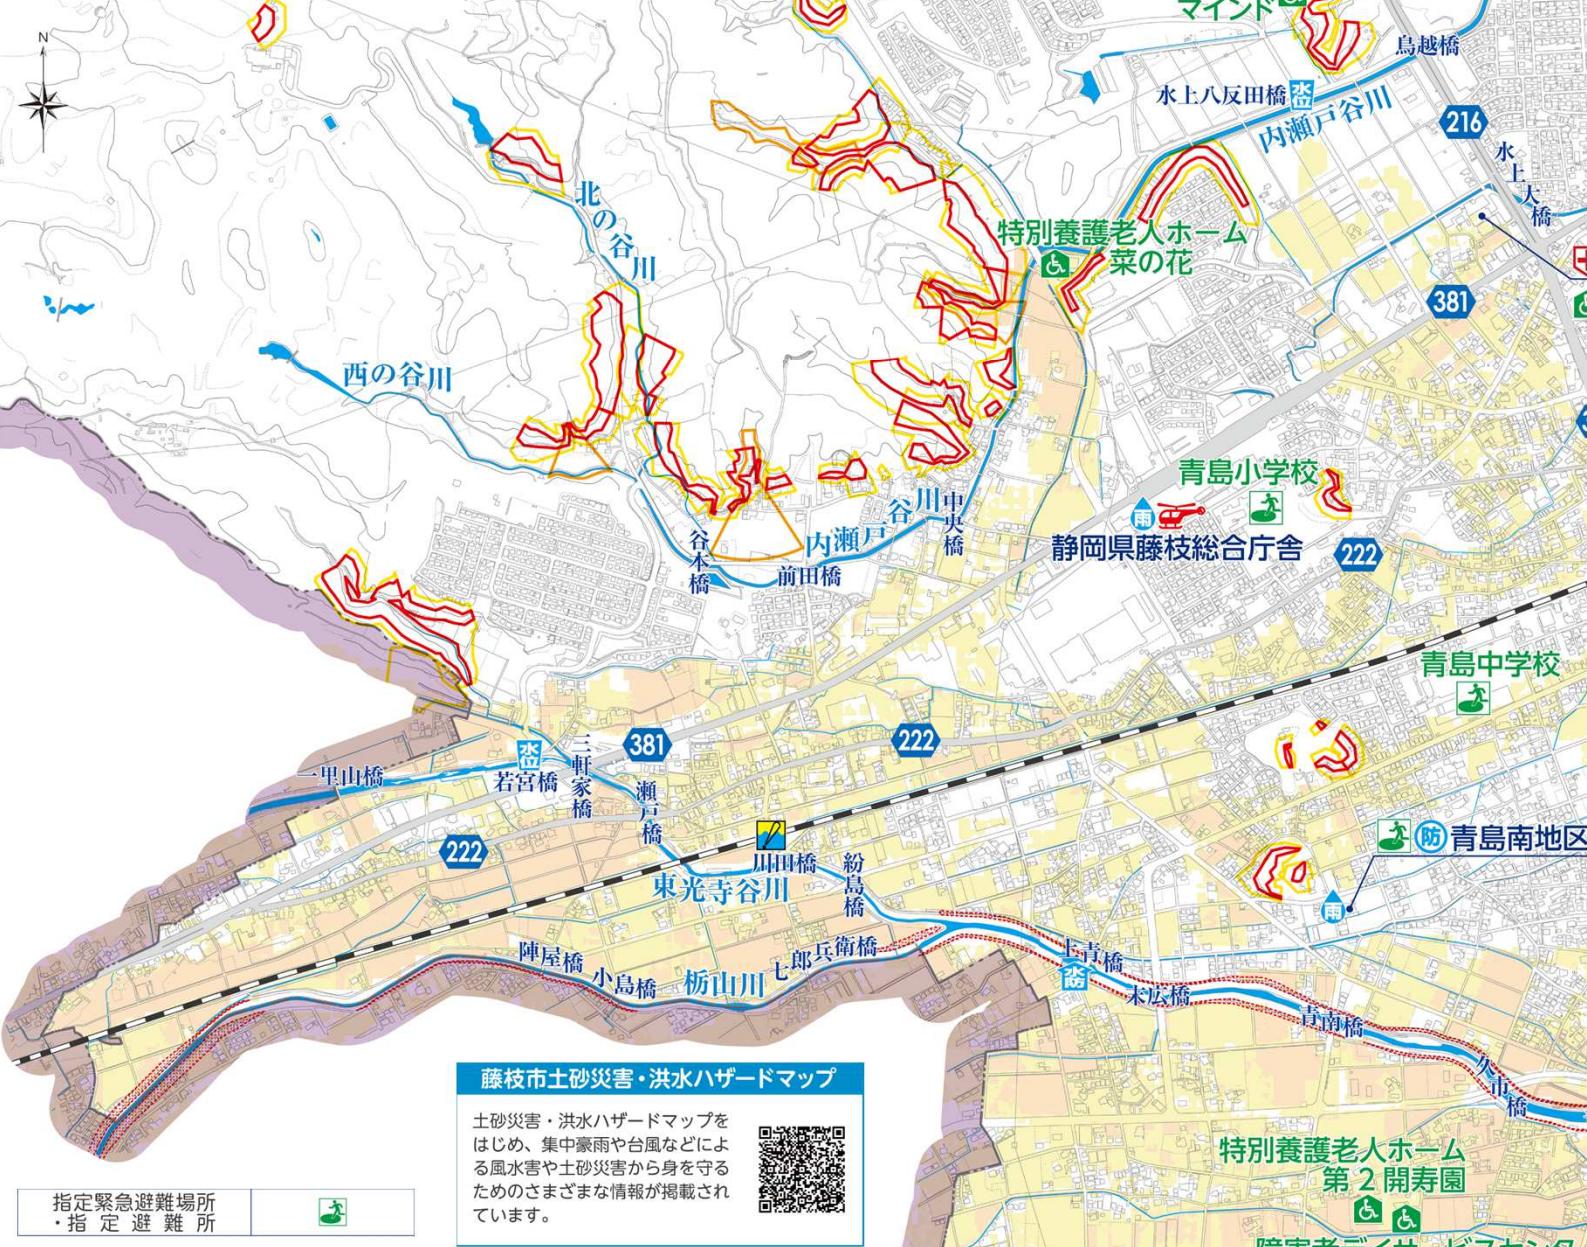 マインド
N
鳥越橋
水上八反田橋
水位
内瀬戸谷川
216
水上大橋
北の谷川
特別養護老人ホーム
菜の花
381
西の谷川
青島小学校
雨
静岡県藤枝総合庁舎
222
谷本橋
内瀬戸谷川
中央橋
前田橋
青島中学校
381
222
水位
一里山橋
若宮橋
三軒家橋
瀬戸橋
222
川田橋
紛島橋
東光寺谷川
防
青島南地区
雨
陣屋橋
小島橋
栃山川
七郎兵衛橋
上青橋
水防
末広橋
青南橋
久市橋
藤枝市土砂災害・洪水ハザードマップ
土砂災害・洪水ハザードマップを
はじめ、集中豪雨や台風などによ
る風水害や土砂災害から身を守る
ためのさまざまな情報が掲載され
ています。
特別養護老人ホーム
第2開寿園
指定緊急避難場所
・指定避難所